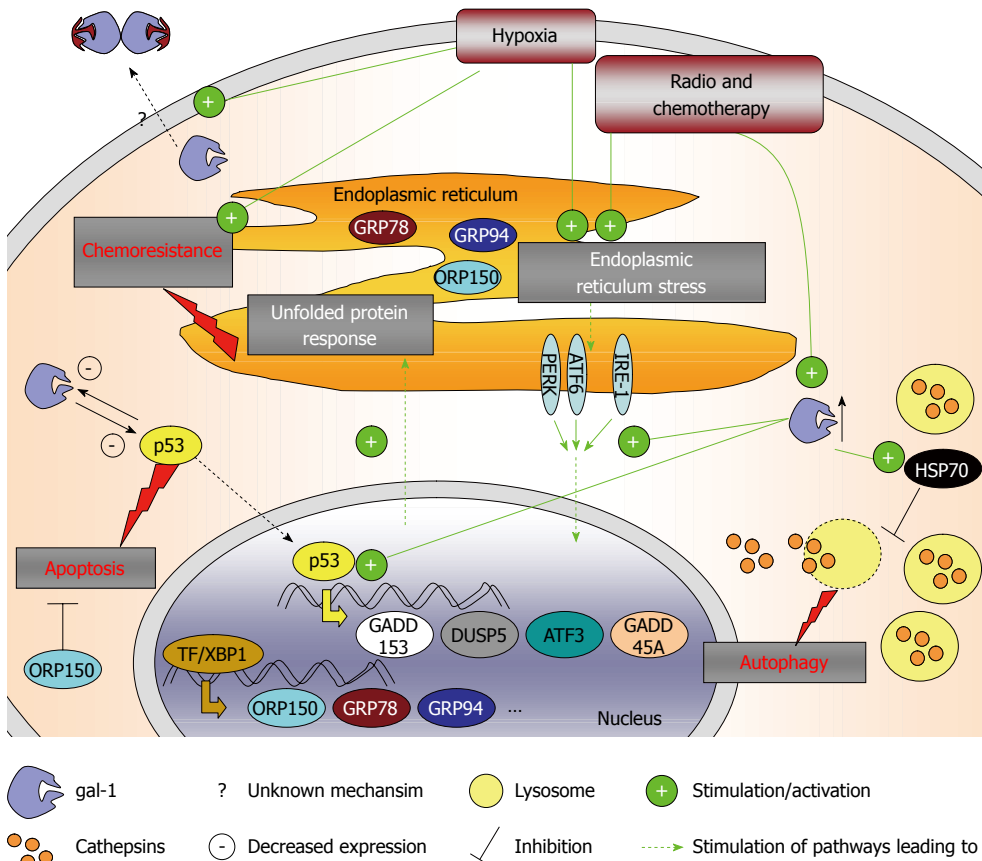 Hypoxia
Radio and
chemotherapy
+
?
Endoplasmic reticulum
GRP78
GRP94
ORP150
+
+
+
Chemoresistance
Endoplasmic
reticulum stress
Unfolded protein
response
PERK
ATF6
IRE-1
-
-
p53
+
+
+
+
HSP70
Apoptosis
ORP150
p53
+
GADD
153
DUSP5
ATF3
GADD
45A
TF/XBP1
ORP150
GRP78
GRP94
...
Nucleus
Autophagy
gal-1
? Unknown mechansim
Lysosome
+ Stimulation/activation
Cathepsins
- Decreased expression
Inhibition
Stimulation of pathways leading to